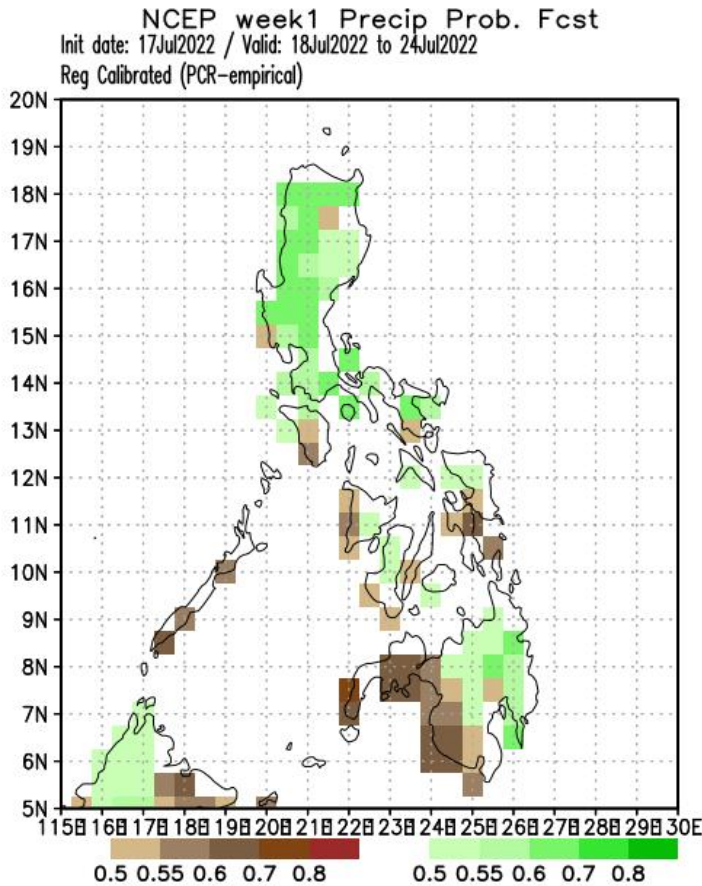 NCEP week1 Precip Prob. Fcst
Init date: 17Jul2022 / Valid: 18Jul2022 to 24Jul2022
Reg Calibrated (PCR-empirical)
20N
19N
18N
17N
16N
15N
14N
13N
12N
11N
10N
9N
8N
7N
6N
5N
115E 116E 117E 118E 119E 120E 121E 122E 123E 124E 125E 126E 127E 128E 129E 130E
0.5 0.55 0.6 0.7 0.8 0.5 0.55 0.6 0.7 0.8